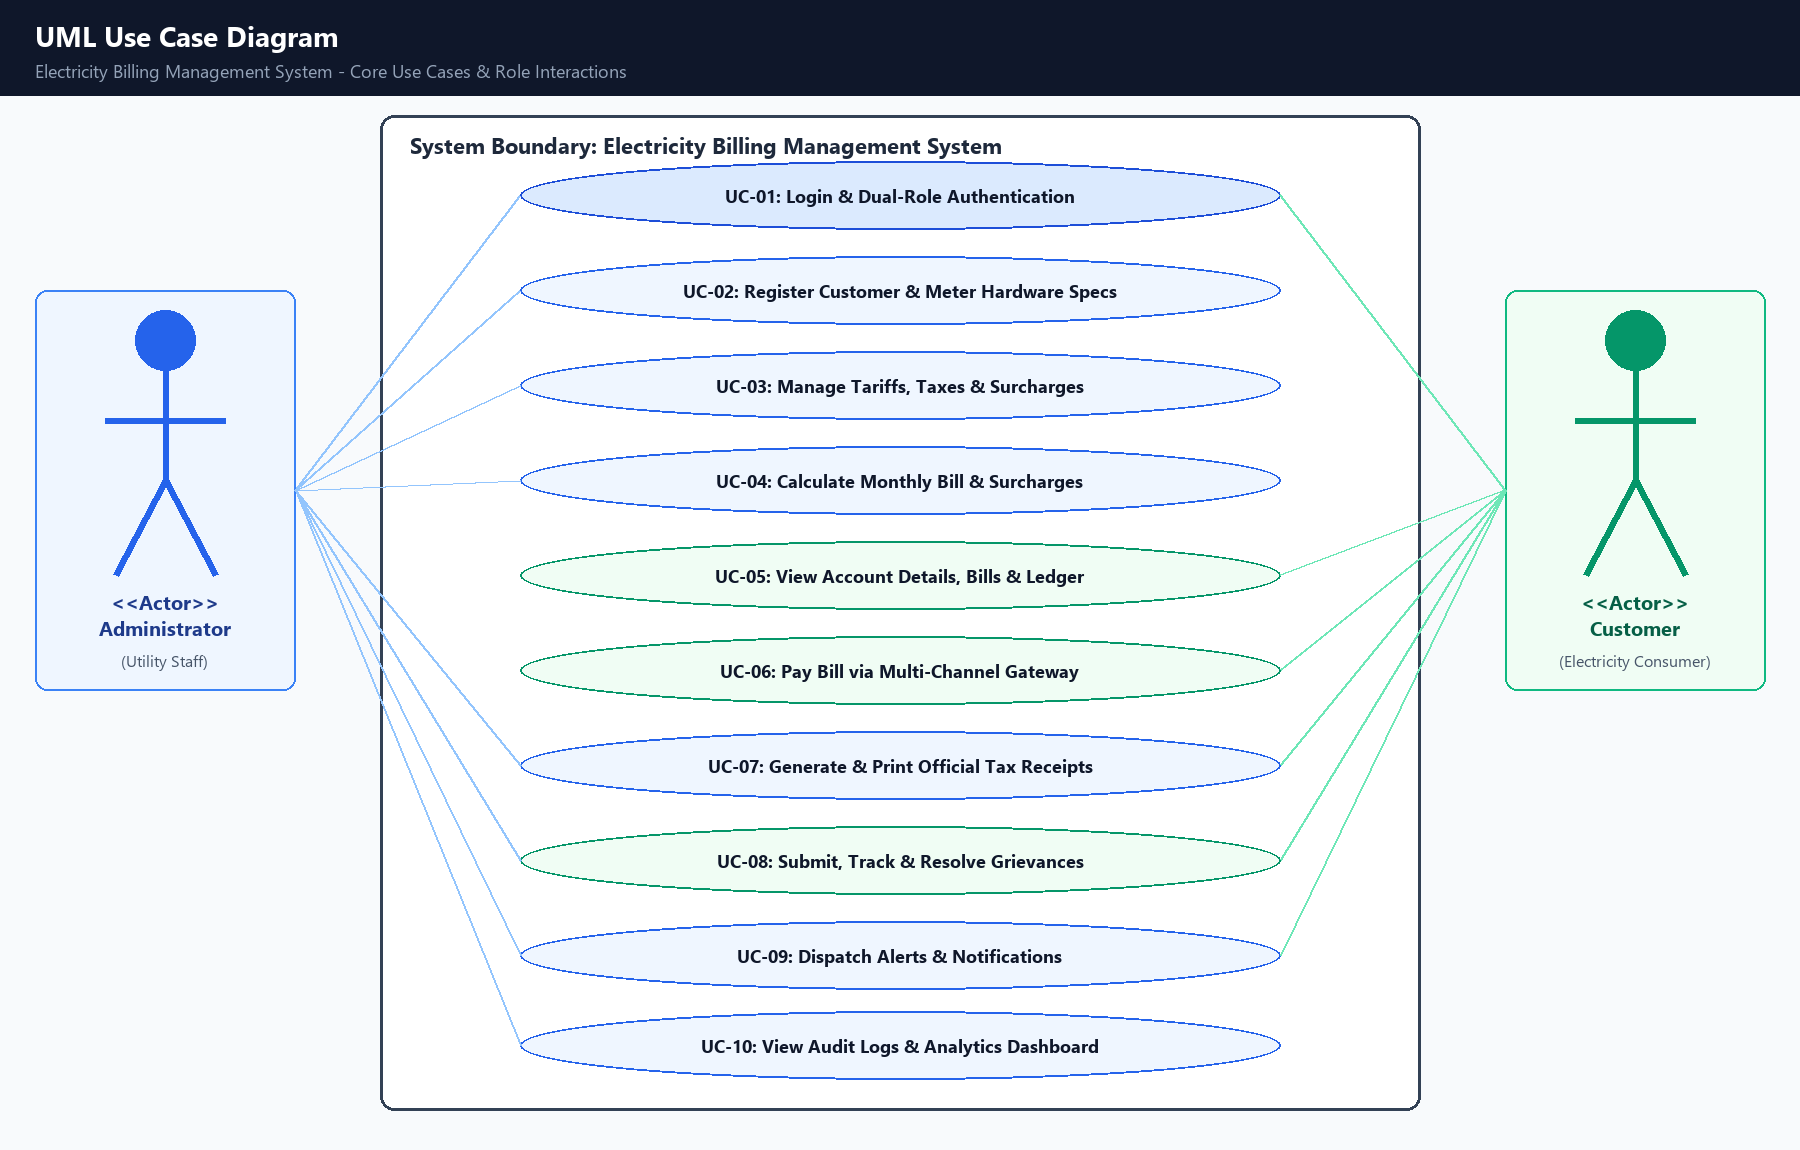 UML Use Case Diagram
Electricity Billing Management System - Core Use Cases & Role Interactions
System Boundary: Electricity Billing Management System
UC-01: Login & Dual-Role Authentication
UC-02: Register Customer & Meter Hardware Specs
UC-03: Manage Tariffs, Taxes & Surcharges
UC-04: Calculate Monthly Bill & Surcharges
UC-05: View Account Details, Bills & Ledger
UC-06: Pay Bill via Multi-Channel Gateway
UC-07: Generate & Print Official Tax Receipts
UC-08: Submit, Track & Resolve Grievances
UC-09: Dispatch Alerts & Notifications
UC-10: View Audit Logs & Analytics Dashboard
<<Actor>>
Administrator
(Utility Staff)
<<Actor>>
Customer
(Electricity Consumer)